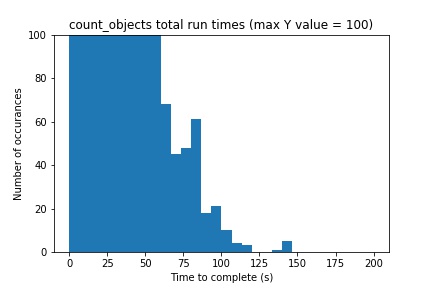 count_objects total run times (max Y value = 100)
100
80
60
40
20
0
Number of occurances
0 25 50 75 100 125 150 175 200
Time to complete (s)